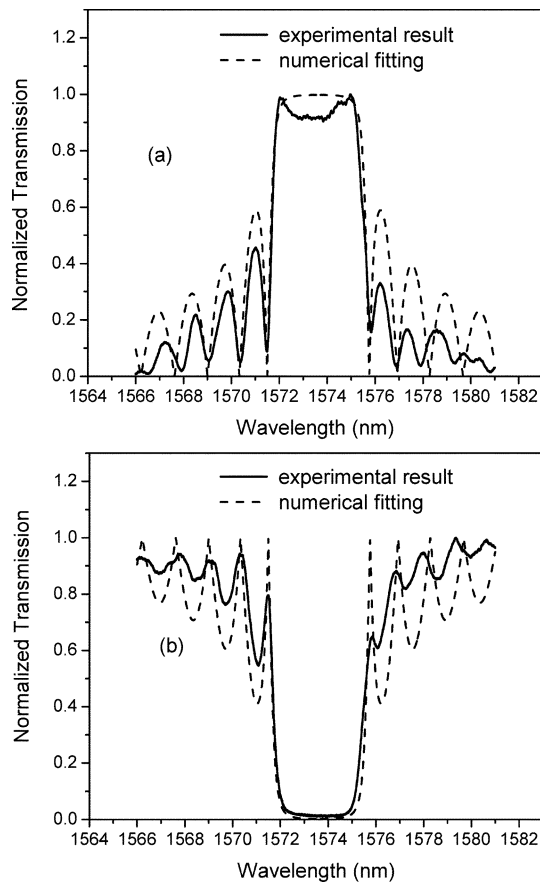 1.2
1.0
0.8
0.6
0.4
0.2
0.0
Normalized Transmission
experimental result
numerical fitting
(a)
1564 1566 1568 1570 1572 1574 1576 1578 1580 1582
Wavelength (nm)
1.2
1.0
0.8
0.6
0.4
0.2
0.0
Normalized Transmission
experimental result
numerical fitting
(b)
1564 1566 1568 1570 1572 1574 1576 1578 1580 1582
Wavelength (nm)